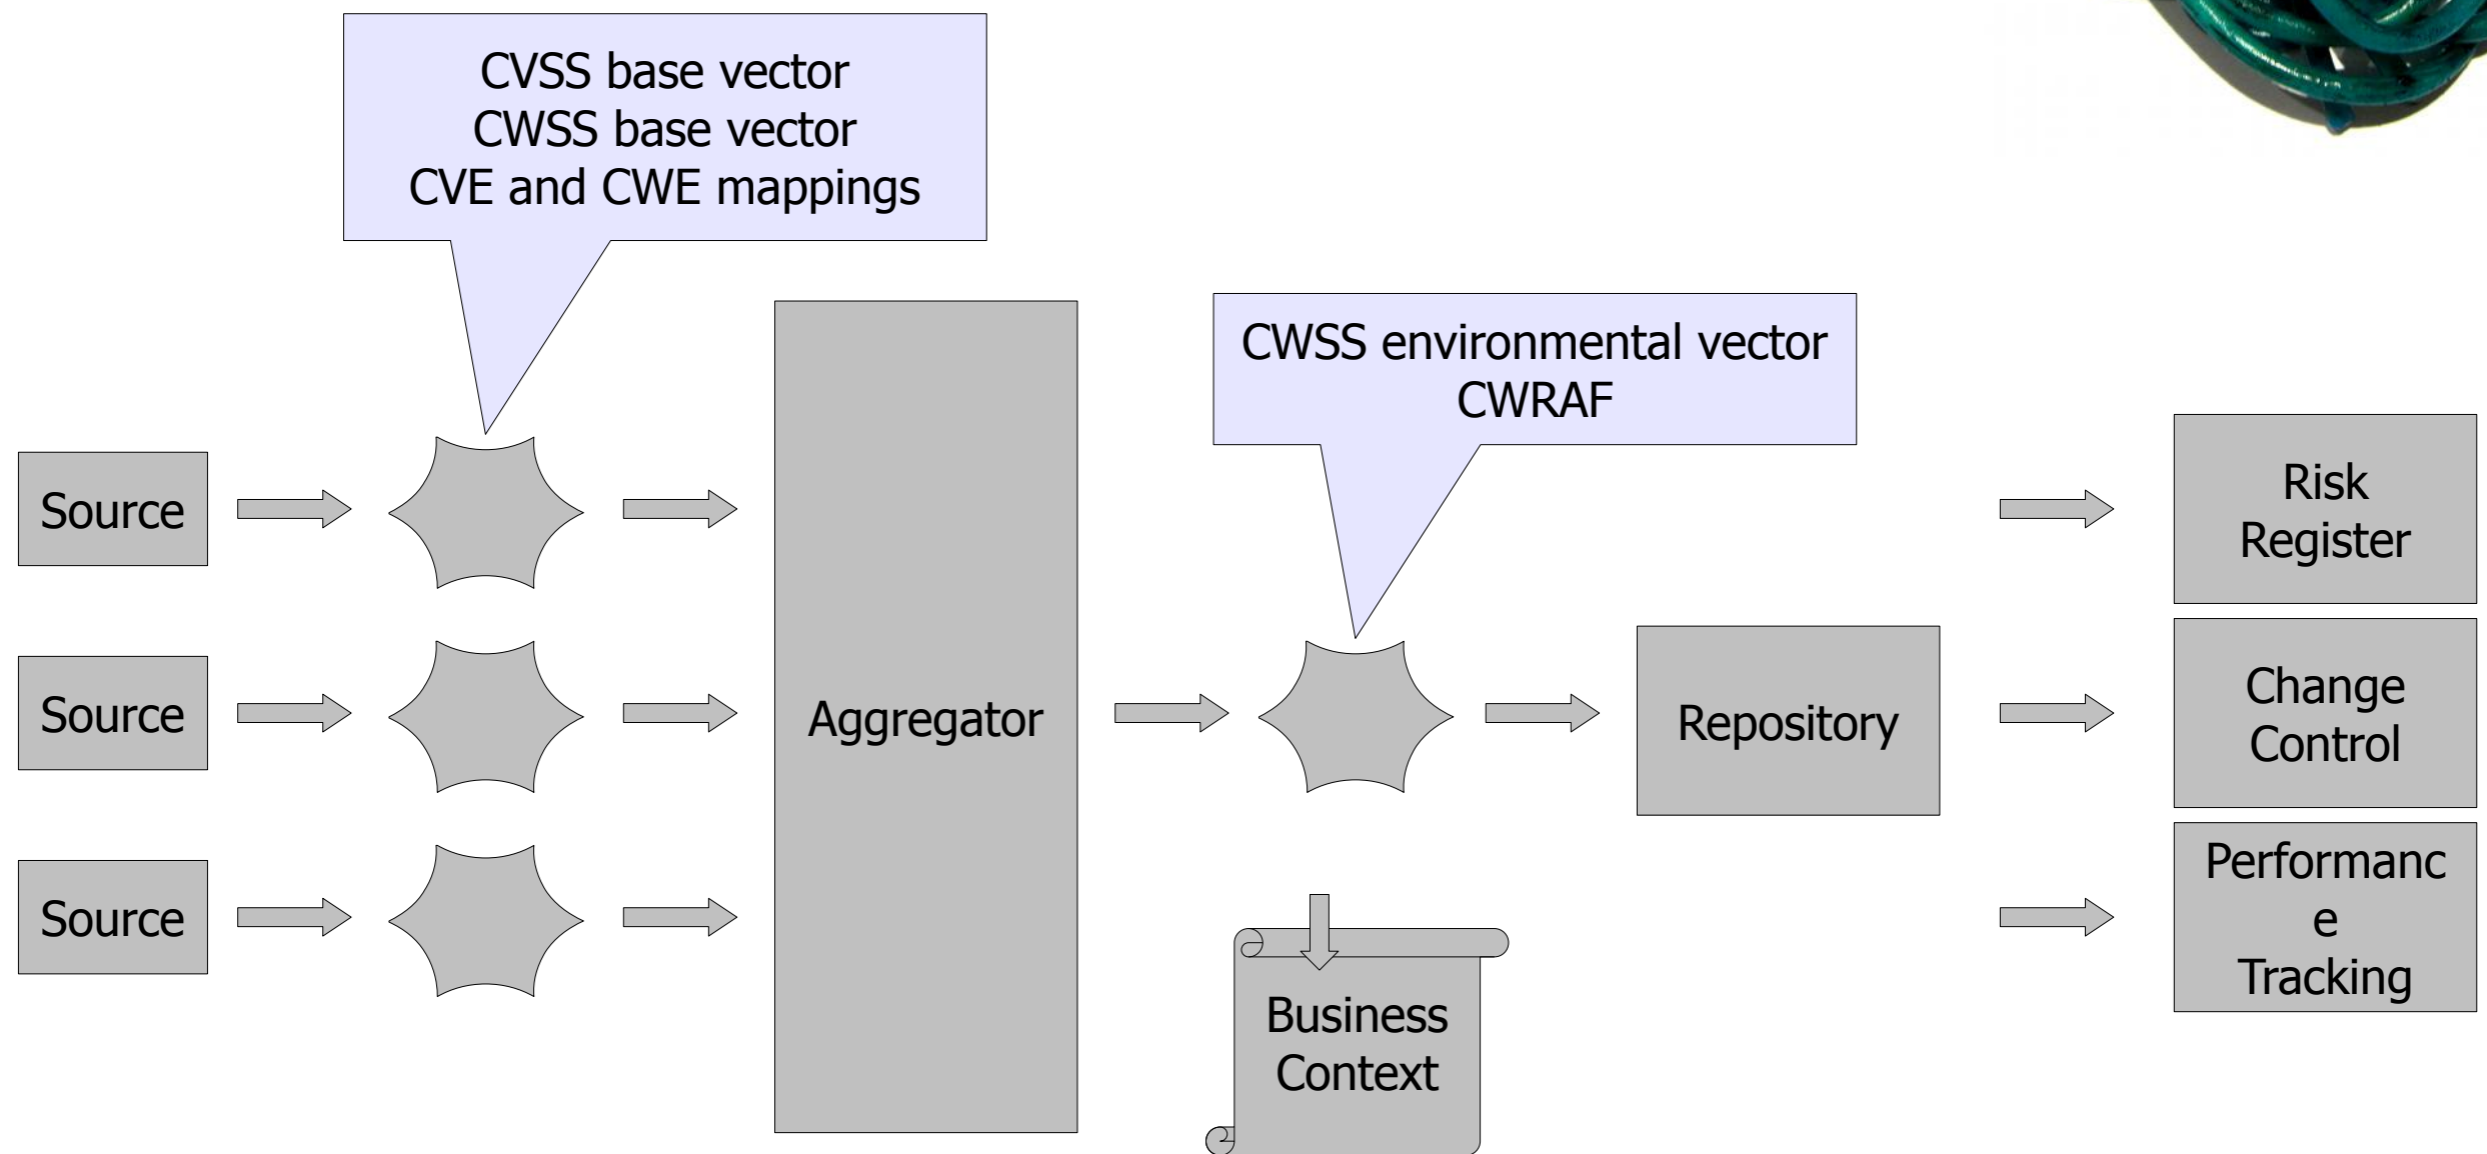 CVSS base vector
CWSS base vector
CVE and CWE mappings
CWSS environmental vector
CWRAF
Source
Source
Source
Aggregator
Repository
Business
Context
Risk
Register
Change
Control
Performanc
e
Tracking